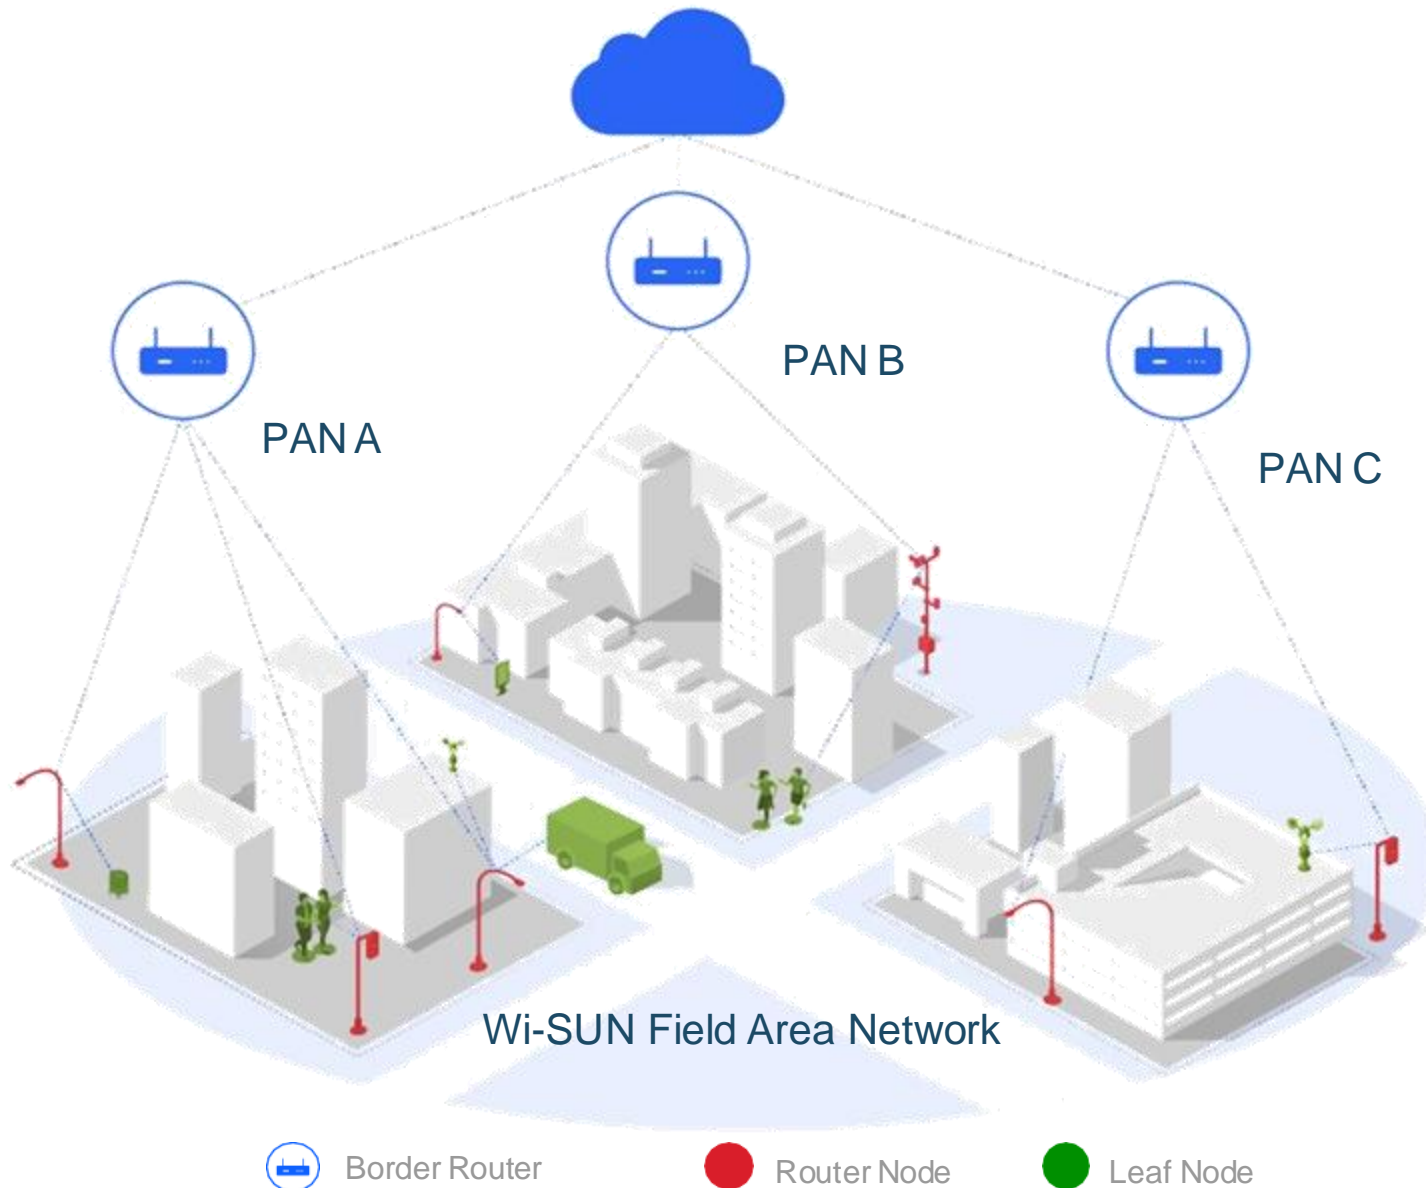 PAN B
PAN A
PAN C
Wi-SUN Field Area Network
Border Router
Router Node
Leaf Node